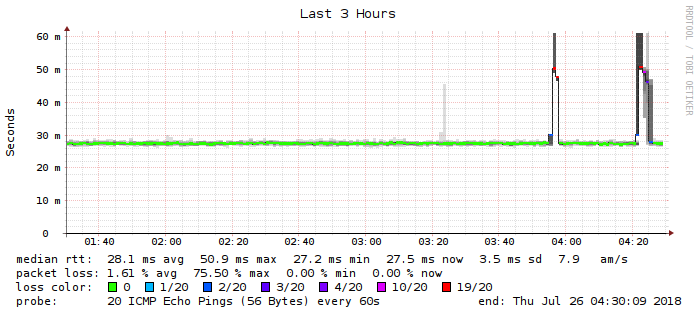 Last 3 Hours
RRDTOOL / TOBI OETIKER
Seconds
60 m
50 m
40 m
30 m
20 m
10 m
0
01:40 02:00 02:20 02:40 03:00 03:20 03:40 04:00 04:20
median rtt: 28.1 ms avg 50.9 ms max 27.2 ms min 27.5 ms now 3.5 ms sd 7.9 am/s
packet loss: 1.61 % avg 75.50 % max 0.00 % min 0.00 % now
loss color: 0 1/20 2/20 3/20 4/20 10/20 19/20
probe: 20 ICMP Echo Pings (56 Bytes) every 60s end: Thu Jul 26 04:30:09 2018